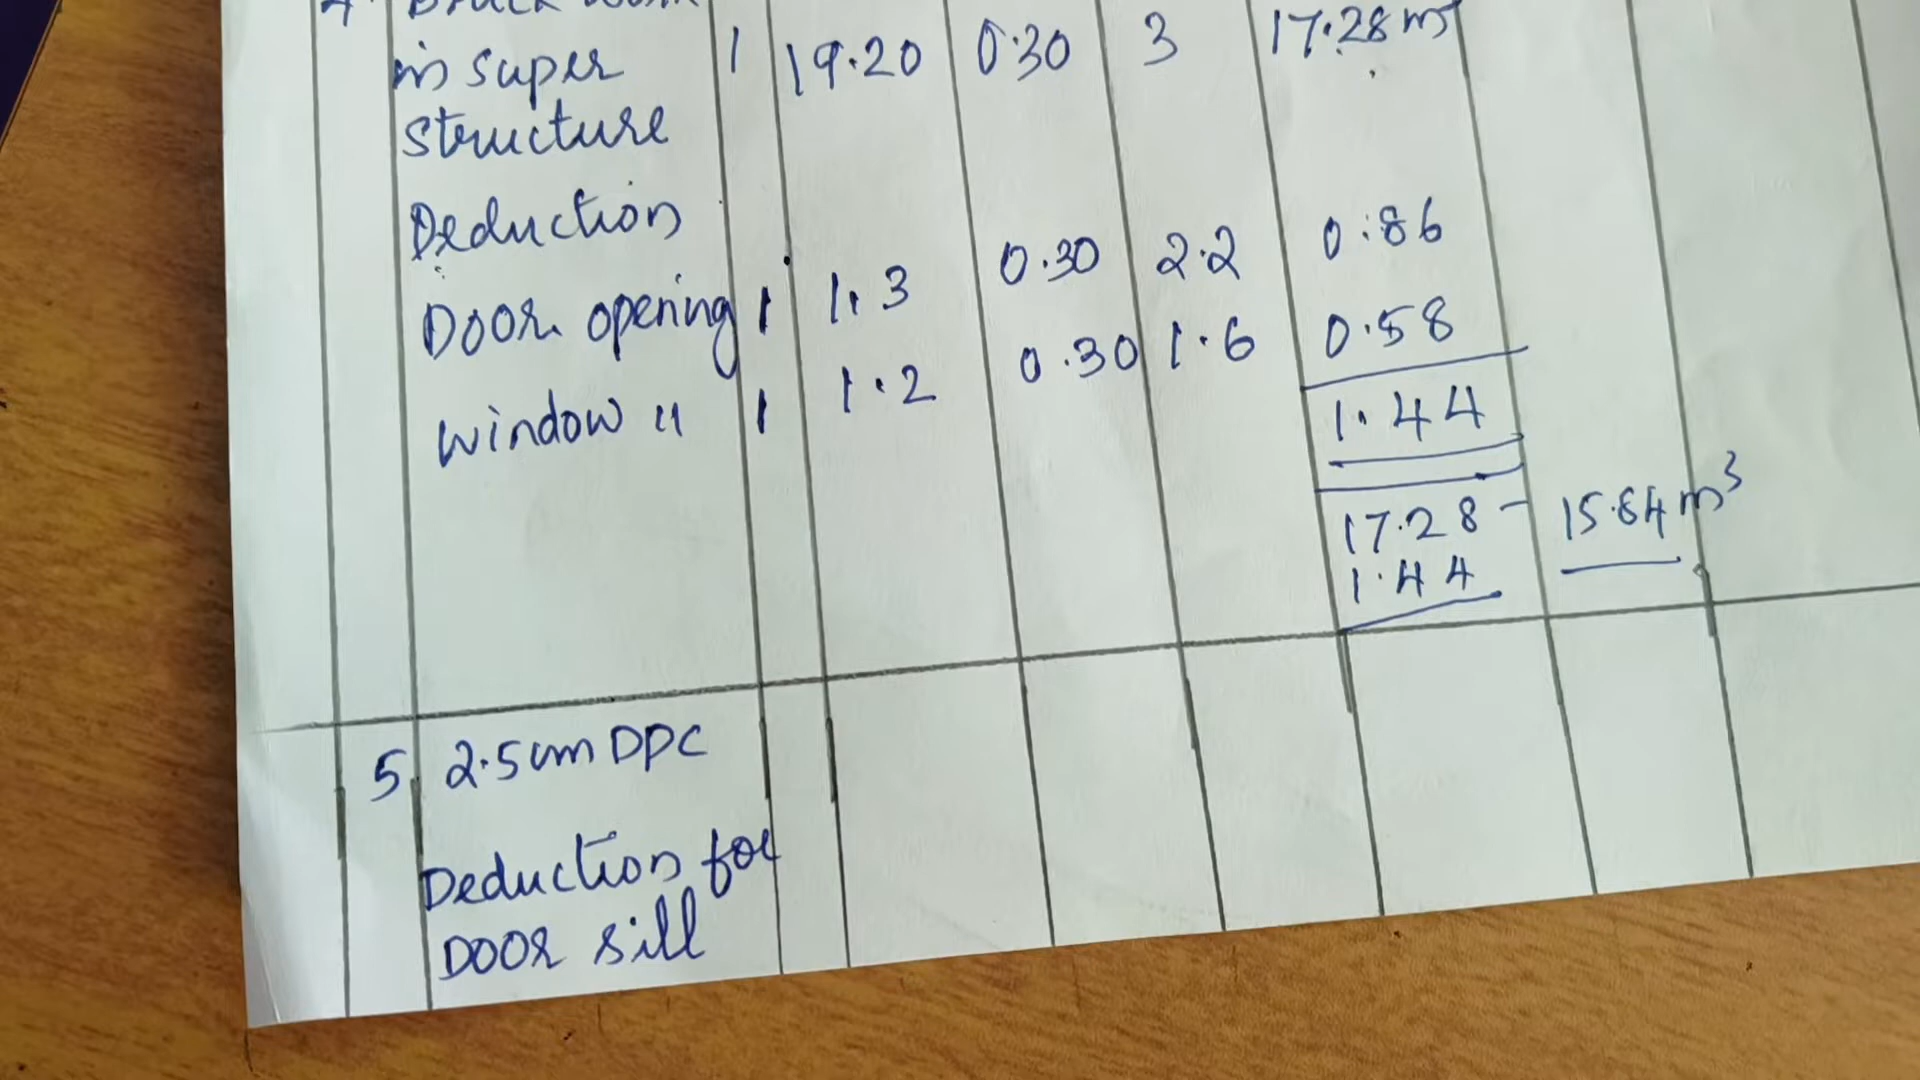 in super 1 19.20 0.30 3 17.28 m³
structure
Deduction
Door opening 1 1.3 0.30 2.2 0.86
window " 1 1.2 0.30 1.6 0.58
1.44
17.28 - 15.84 m³
1.44
5. 2.5cm DPC
Deduction for
DOOR sill